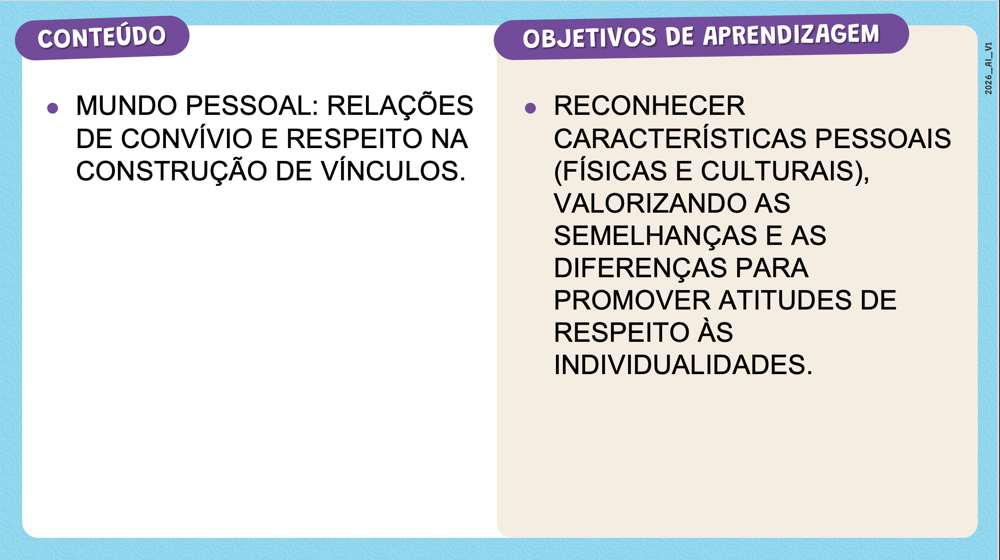 CONTEÚDO
• MUNDO PESSOAL: RELAÇÕES
DE CONVÍVIO E RESPEITO NA
CONSTRUÇÃO DE VÍNCULOS.
OBJETIVOS DE APRENDIZAGEM
• RECONHECER
CARACTERÍSTICAS PESSOAIS
(FÍSICAS E CULTURAIS),
VALORIZANDO AS
SEMELHANÇAS E AS
DIFERENÇAS PARA
PROMOVER ATITUDES DE
RESPEITO ÀS
INDIVIDUALIDADES.
2026_AI_V1